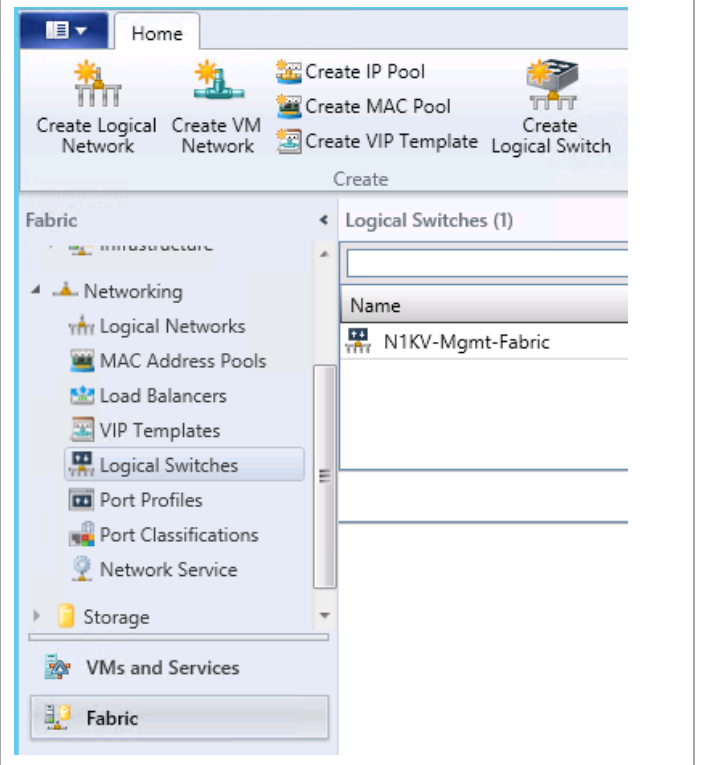 Home
Create Logical
Network
Create VM
Network
Create IP Pool
Create MAC Pool
Create VIP Template
Create
Logical Switch
Create
Fabric
Infrastructure
Networking
Logical Networks
MAC Address Pools
Load Balancers
VIP Templates
Logical Switches
Port Profiles
Port Classifications
Network Service
Storage
VMs and Services
Fabric
Logical Switches (1)
Name
N1KV-Mgmt-Fabric